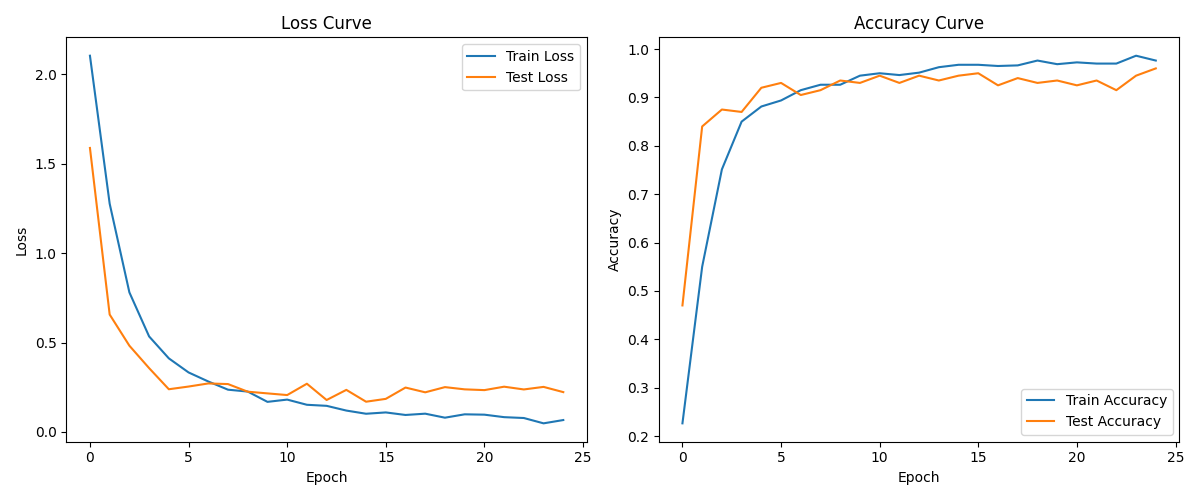 Loss Curve
Train Loss
Test Loss
2.0
1.5
1.0
0.5
0.0
Loss
0 5 10 15 20 25
Epoch
Accuracy Curve
1.0
0.9
0.8
0.7
0.6
0.5
0.4
0.3
0.2
Accuracy
Train Accuracy
Test Accuracy
0 5 10 15 20 25
Epoch